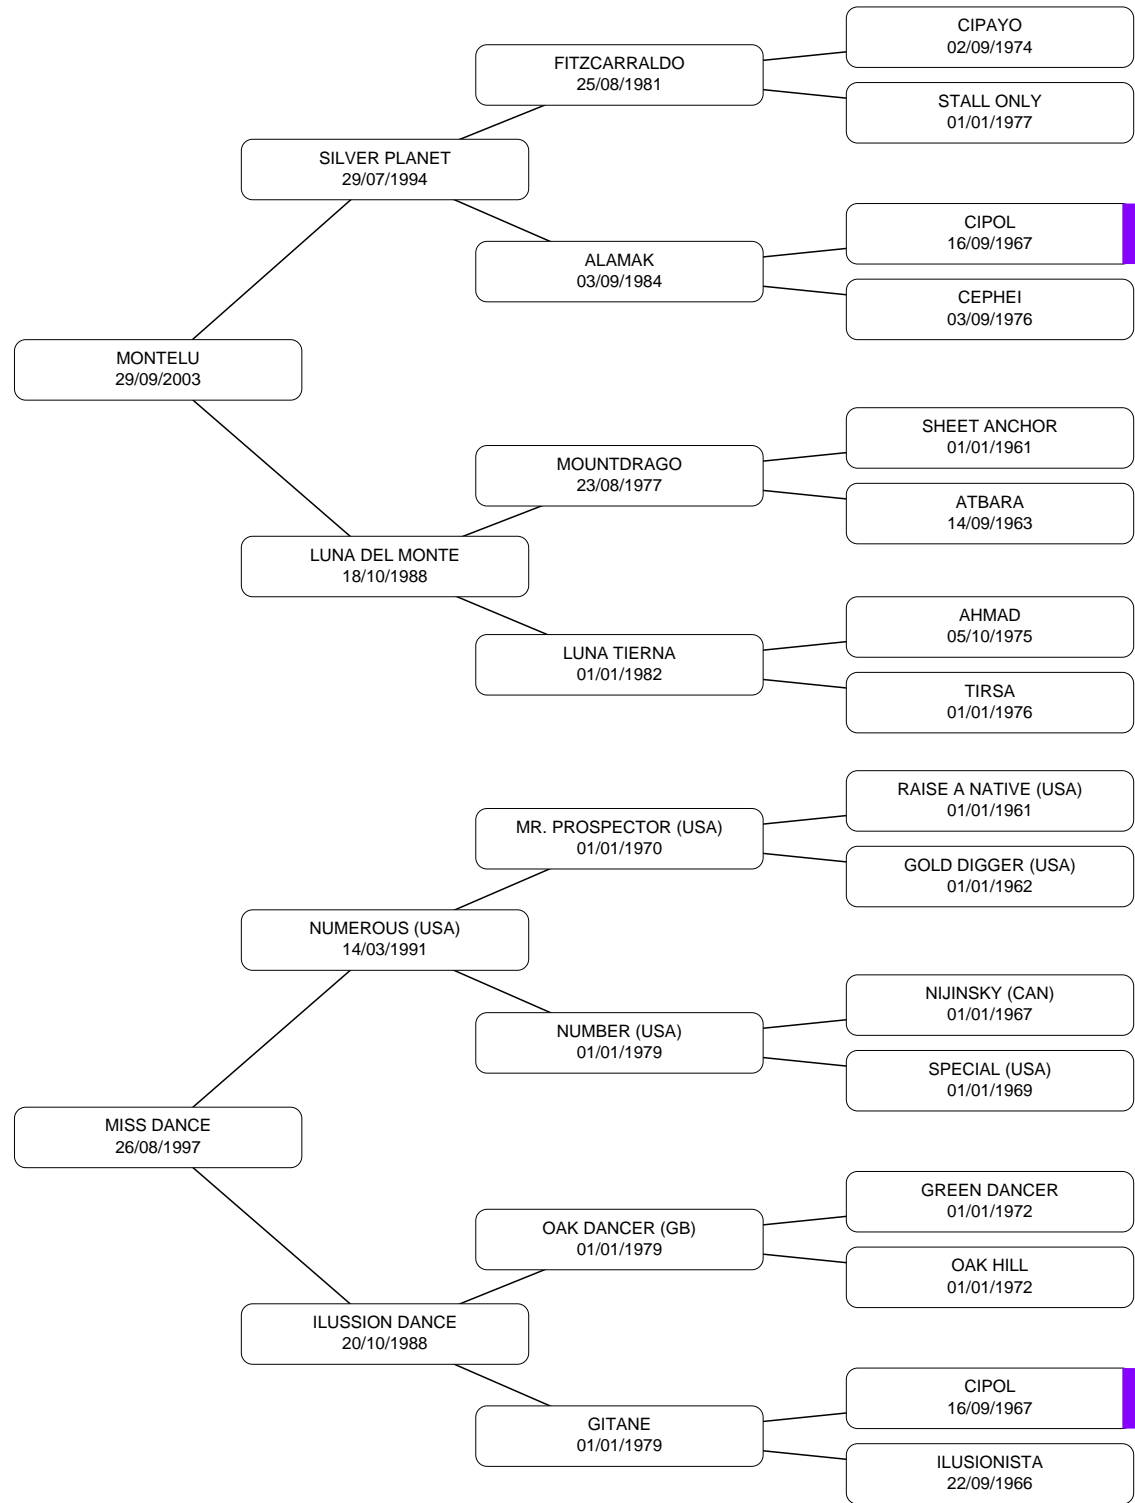 CIPAYO
02/09/1974
FITZCARRALDO
25/08/1981
STALL ONLY
01/01/1977
SILVER PLANET
29/07/1994
CIPOL
16/09/1967
ALAMAK
03/09/1984
CEPHEI
03/09/1976
MONTELU
29/09/2003
SHEET ANCHOR
01/01/1961
MOUNTDRAGO
23/08/1977
ATBARA
14/09/1963
LUNA DEL MONTE
18/10/1988
AHMAD
05/10/1975
LUNA TIERNA
01/01/1982
TIRSA
01/01/1976
RAISE A NATIVE (USA)
01/01/1961
MR. PROSPECTOR (USA)
01/01/1970
GOLD DIGGER (USA)
01/01/1962
NUMEROUS (USA)
14/03/1991
NIJINSKY (CAN)
01/01/1967
NUMBER (USA)
01/01/1979
SPECIAL (USA)
01/01/1969
MISS DANCE
26/08/1997
GREEN DANCER
01/01/1972
OAK DANCER (GB)
01/01/1979
OAK HILL
01/01/1972
ILUSSION DANCE
20/10/1988
CIPOL
16/09/1967
GITANE
01/01/1979
ILUSIONISTA
22/09/1966